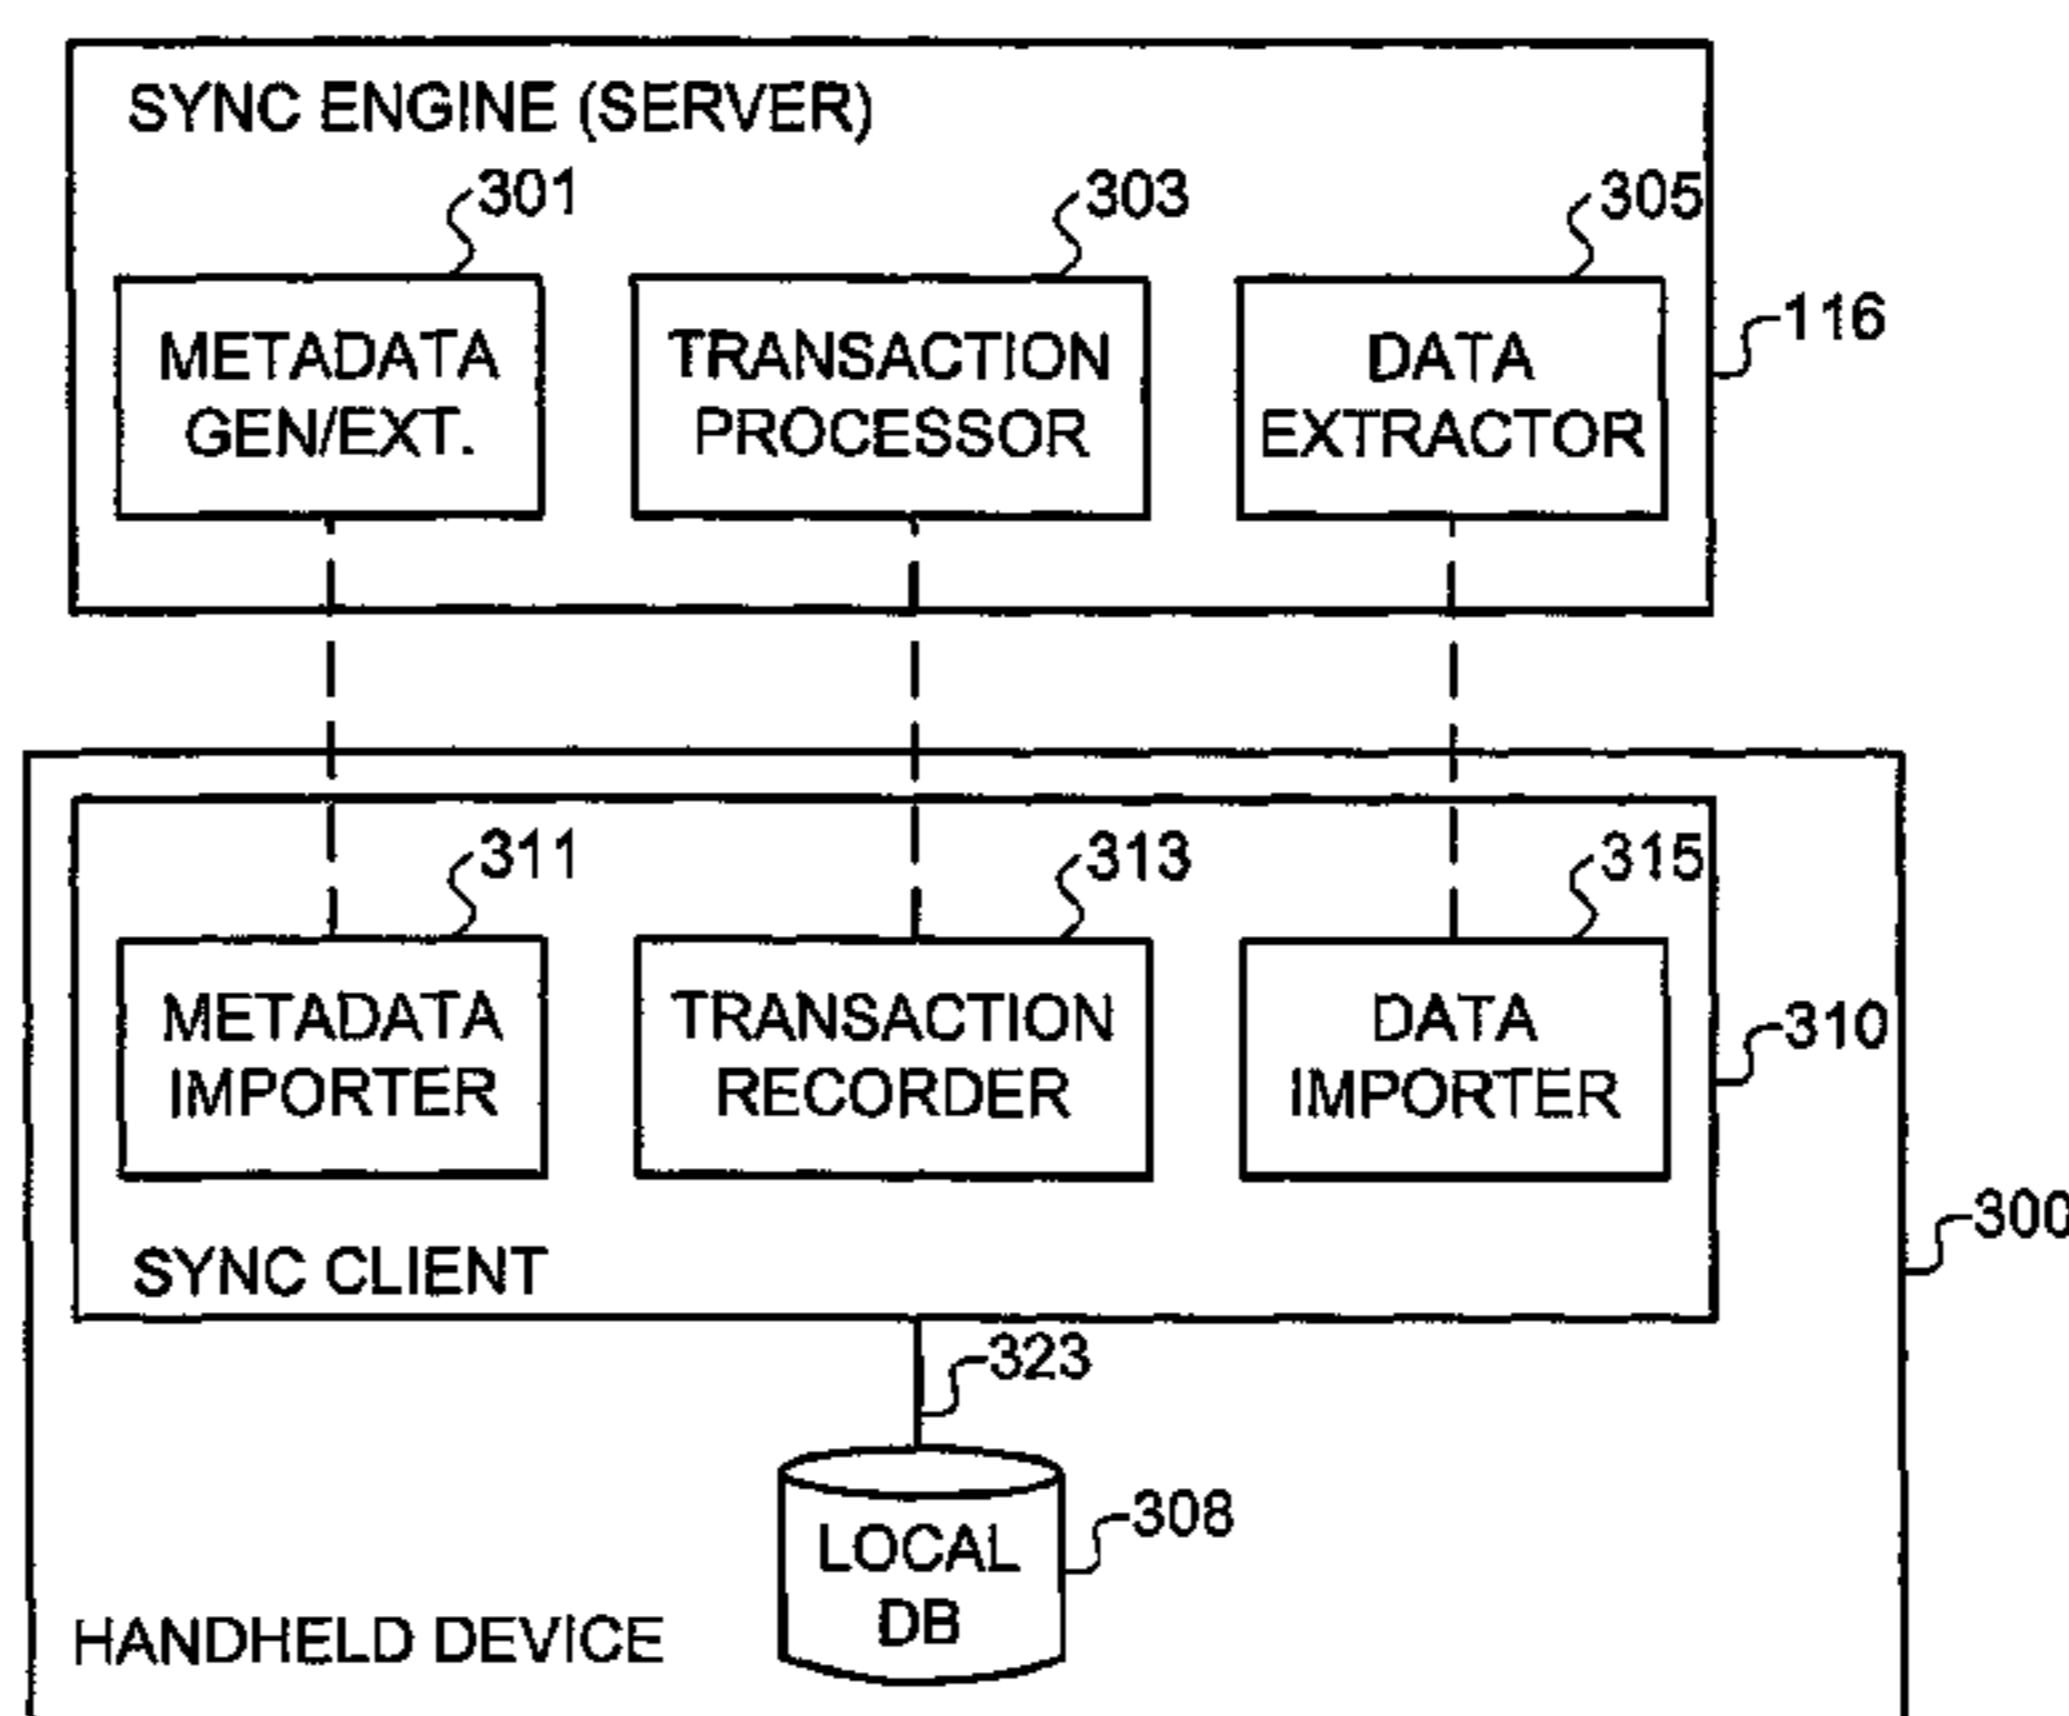 SYNC ENGINE (SERVER)
301
303
305
METADATA
GEN/EXT.
TRANSACTION
PROCESSOR
DATA
EXTRACTOR
116
311
313
315
METADATA
IMPORTER
TRANSACTION
RECORDER
DATA
IMPORTER
310
SYNC CLIENT
300
323
LOCAL
DB
308
HANDHELD DEVICE